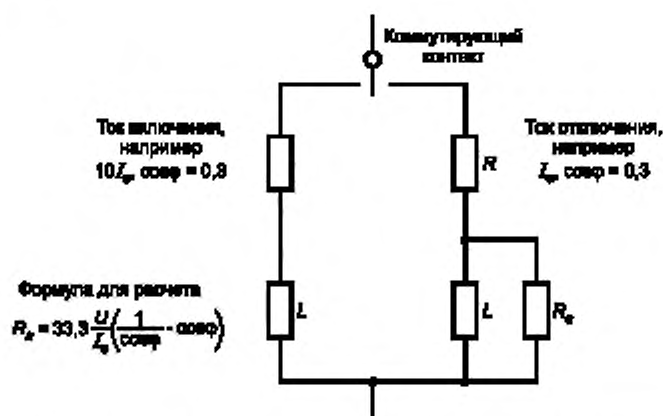 Коммутирующий
контакт
Ток включения,
например
10Iₑ, cosφ = 0,3
Ток отключения,
например
Iₑ, cosφ = 0,3
R
Формула для расчета
Rₑ = 33,3 U/Iₑ (1/cosφ - cosφ)
L
L
Rₑ